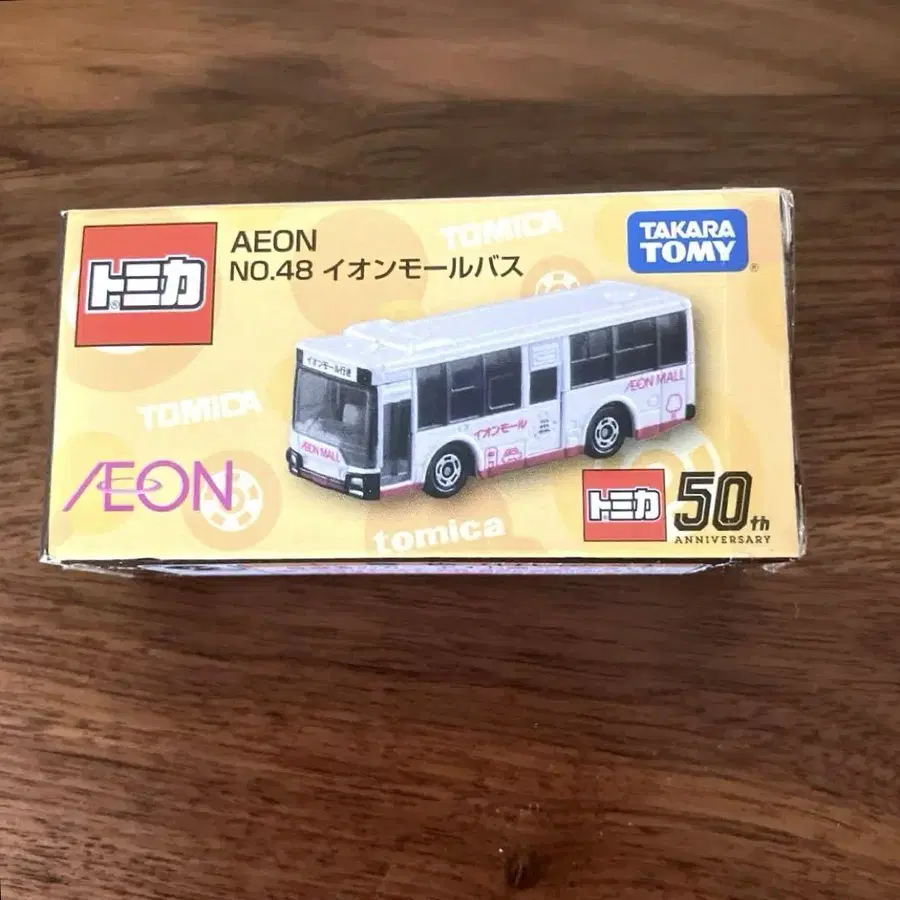 トミカ
AEON
NO.48 イオンモールバス
TOMICA
TAKARA
TOMY
イオンモール行き
AEON MALL
イオンモール
AEON MALL
TOMICA
AEON
tomica
トミカ
50th
ANNIVERSARY